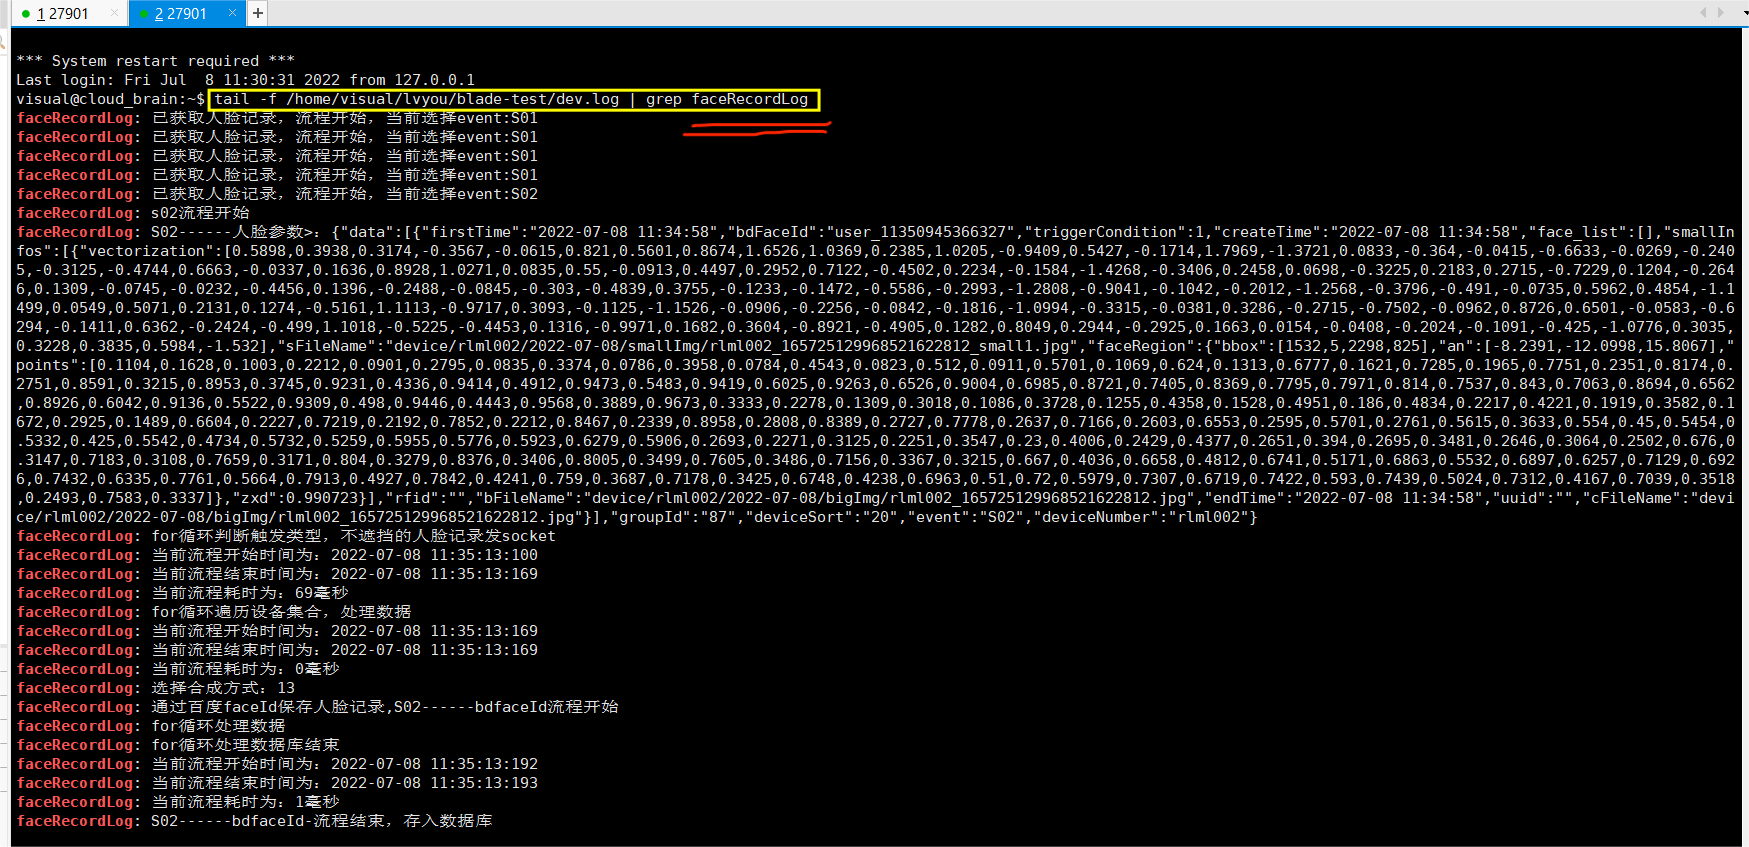 1 27901 × 2 27901 × +
*** System restart required ***
Last login: Fri Jul  8 11:30:31 2022 from 127.0.0.1
visual@cloud_brain:~$ tail -f /home/visual/lvyou/blade-test/dev.log | grep faceRecordLog
faceRecordLog: 已获取人脸记录，流程开始，当前选择event:S01
faceRecordLog: 已获取人脸记录，流程开始，当前选择event:S01
faceRecordLog: 已获取人脸记录，流程开始，当前选择event:S01
faceRecordLog: 已获取人脸记录，流程开始，当前选择event:S01
faceRecordLog: 已获取人脸记录，流程开始，当前选择event:S02
faceRecordLog: s02流程开始
faceRecordLog: S02------人脸参数>: {"data":[{"firstTime":"2022-07-08 11:34:58","bdFaceId":"user_11350945366327","triggerCondition":1,"createTime":"2022-07-08 11:34:58","face_list":[],"smallIn
fos":[{"vectorization":[0.5898,0.3938,0.3174,-0.3567,-0.0615,0.821,0.5601,0.8674,1.6526,1.0369,0.2385,1.0205,-0.9409,0.5427,-0.1714,1.7969,-1.3721,0.0833,-0.364,-0.0415,-0.6633,-0.0269,-0.240
5,-0.3125,-0.4744,0.6663,-0.0337,0.1636,0.8928,1.0271,0.0835,0.55,-0.0913,0.4497,0.2952,0.7122,-0.4502,0.2234,-0.1584,-1.4268,-0.3406,0.2458,0.0698,-0.3225,0.2183,0.2715,-0.7229,0.1204,-0.264
6,0.1309,-0.0745,-0.0232,-0.4456,0.1396,-0.2488,-0.0845,-0.303,-0.4839,0.3755,-0.1233,-0.1472,-0.5586,-0.2993,-1.2808,-0.9041,-0.1042,-0.2012,-1.2568,-0.3796,-0.491,-0.0735,0.5962,0.4854,-1.1
499,0.0549,0.5071,0.2131,0.1274,-0.5161,1.1113,-0.9717,0.3093,-0.1125,-1.1526,-0.0906,-0.2256,-0.0842,-0.1816,-1.0994,-0.3315,-0.0381,0.3286,-0.2715,-0.7502,-0.0962,0.8726,0.6501,-0.0583,-0.6
294,-0.1411,0.6362,-0.2424,-0.499,1.1018,-0.5225,-0.4453,0.1316,-0.9971,0.1682,0.3604,-0.8921,-0.4905,0.1282,0.8049,0.2944,-0.2925,0.1663,0.0154,-0.0408,-0.2024,-0.1091,-0.425,-1.0776,0.3035,
0.3228,0.3835,0.5984,-1.532],"sFileName":"device/rlml002/2022-07-08/smallImg/rlml002_165725129968521622812_small1.jpg","faceRegion":{"bbox":[1532,5,2298,825],"an":[-8.2391,-12.0998,15.8067],"
points":[0.1104,0.1628,0.1003,0.2212,0.0901,0.2795,0.0835,0.3374,0.0786,0.3958,0.0784,0.4543,0.0823,0.512,0.0911,0.5701,0.1069,0.624,0.1313,0.6777,0.1621,0.7285,0.1965,0.7751,0.2351,0.8174,0.
2751,0.8591,0.3215,0.8953,0.3745,0.9231,0.4336,0.9414,0.4912,0.9473,0.5483,0.9419,0.6025,0.9263,0.6526,0.9004,0.6985,0.8721,0.7405,0.8369,0.7795,0.7971,0.814,0.7537,0.843,0.7063,0.8694,0.6562
,0.8926,0.6042,0.9136,0.5522,0.9309,0.498,0.9446,0.4443,0.9568,0.3889,0.9673,0.3333,0.2278,0.1309,0.3018,0.1086,0.3728,0.1255,0.4358,0.1528,0.4951,0.186,0.4834,0.2217,0.4221,0.1919,0.3582,0.1
672,0.2925,0.1489,0.6604,0.2227,0.7219,0.2192,0.7852,0.2212,0.8467,0.2339,0.8958,0.2808,0.8389,0.2727,0.7778,0.2637,0.7166,0.2603,0.6553,0.2595,0.5701,0.2761,0.5615,0.3633,0.554,0.45,0.5454,0
.5332,0.425,0.5542,0.4734,0.5732,0.5259,0.5955,0.5776,0.5923,0.6279,0.5906,0.2693,0.2271,0.3125,0.2251,0.3547,0.23,0.4006,0.2429,0.4377,0.2651,0.394,0.2695,0.3481,0.2646,0.3064,0.2502,0.676,0
.3147,0.7183,0.3108,0.7659,0.3171,0.804,0.3279,0.8376,0.3406,0.8005,0.3499,0.7605,0.3486,0.7156,0.3367,0.3215,0.667,0.4036,0.6658,0.4812,0.6741,0.5171,0.6863,0.5532,0.6897,0.6257,0.7129,0.692
6,0.7432,0.6335,0.7761,0.5664,0.7913,0.4927,0.7842,0.4241,0.759,0.3687,0.7178,0.3425,0.6748,0.4238,0.6963,0.51,0.72,0.5979,0.7307,0.6719,0.7422,0.593,0.7439,0.5024,0.7312,0.4167,0.7039,0.3518
,0.2493,0.7583,0.3337]},"zxd":0.990723}],"rfid":"","bFileName":"device/rlml002/2022-07-08/bigImg/rlml002_165725129968521622812.jpg","endTime":"2022-07-08 11:34:58","uuid":"","cFileName":"devi
ce/rlml002/2022-07-08/bigImg/rlml002_165725129968521622812.jpg"}],"groupId":"87","deviceSort":"20","event":"S02","deviceNumber":"rlml002"}
faceRecordLog: for循环判断触发类型，不遮挡的人脸记录发socket
faceRecordLog: 当前流程开始时间为：2022-07-08 11:35:13:100
faceRecordLog: 当前流程结束时间为：2022-07-08 11:35:13:169
faceRecordLog: 当前流程耗时为：69毫秒
faceRecordLog: for循环遍历设备集合，处理数据
faceRecordLog: 当前流程开始时间为：2022-07-08 11:35:13:169
faceRecordLog: 当前流程结束时间为：2022-07-08 11:35:13:169
faceRecordLog: 当前流程耗时为：0毫秒
faceRecordLog: 选择合成方式：13
faceRecordLog: 通过百度faceId保存人脸记录,S02------bdfaceId流程开始
faceRecordLog: for循环处理数据
faceRecordLog: for循环处理数据库结束
faceRecordLog: 当前流程开始时间为：2022-07-08 11:35:13:192
faceRecordLog: 当前流程结束时间为：2022-07-08 11:35:13:193
faceRecordLog: 当前流程耗时为：1毫秒
faceRecordLog: S02------bdfaceId-流程结束，存入数据库